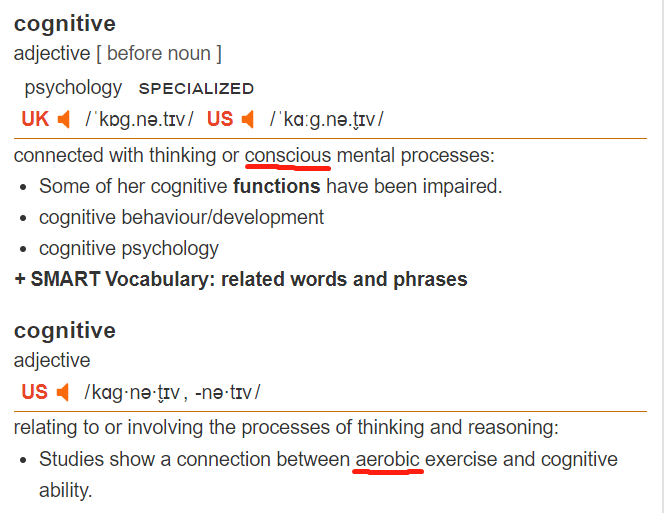 cognitive
adjective [ before noun ]
psychology SPECIALIZED
UK /ˈkɒɡ.nə.tɪv/ US /ˈkɑːɡ.nə.t̬ɪv/
connected with thinking or conscious mental processes:
• Some of her cognitive functions have been impaired.
• cognitive behaviour/development
• cognitive psychology
+ SMART Vocabulary: related words and phrases
cognitive
adjective
US /kɑɡ·nə·t̬ɪv, -nə·tɪv/
relating to or involving the processes of thinking and reasoning:
• Studies show a connection between aerobic exercise and cognitive
ability.